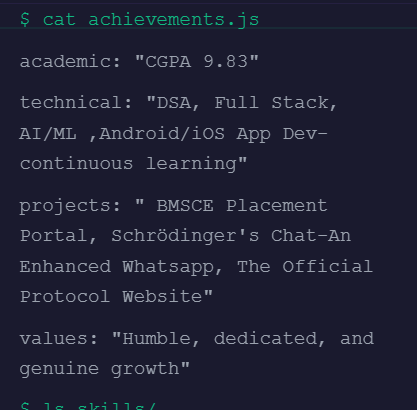 $ cat achievements.js
academic: "CGPA 9.83"
technical: "DSA, Full Stack,
AI/ML ,Android/iOS App Dev-
continuous learning"
projects: " BMSCE Placement
Portal, Schrödinger's Chat-An
Enhanced Whatsapp, The Official
Protocol Website"
values: "Humble, dedicated, and
genuine growth"
$ ls skills/